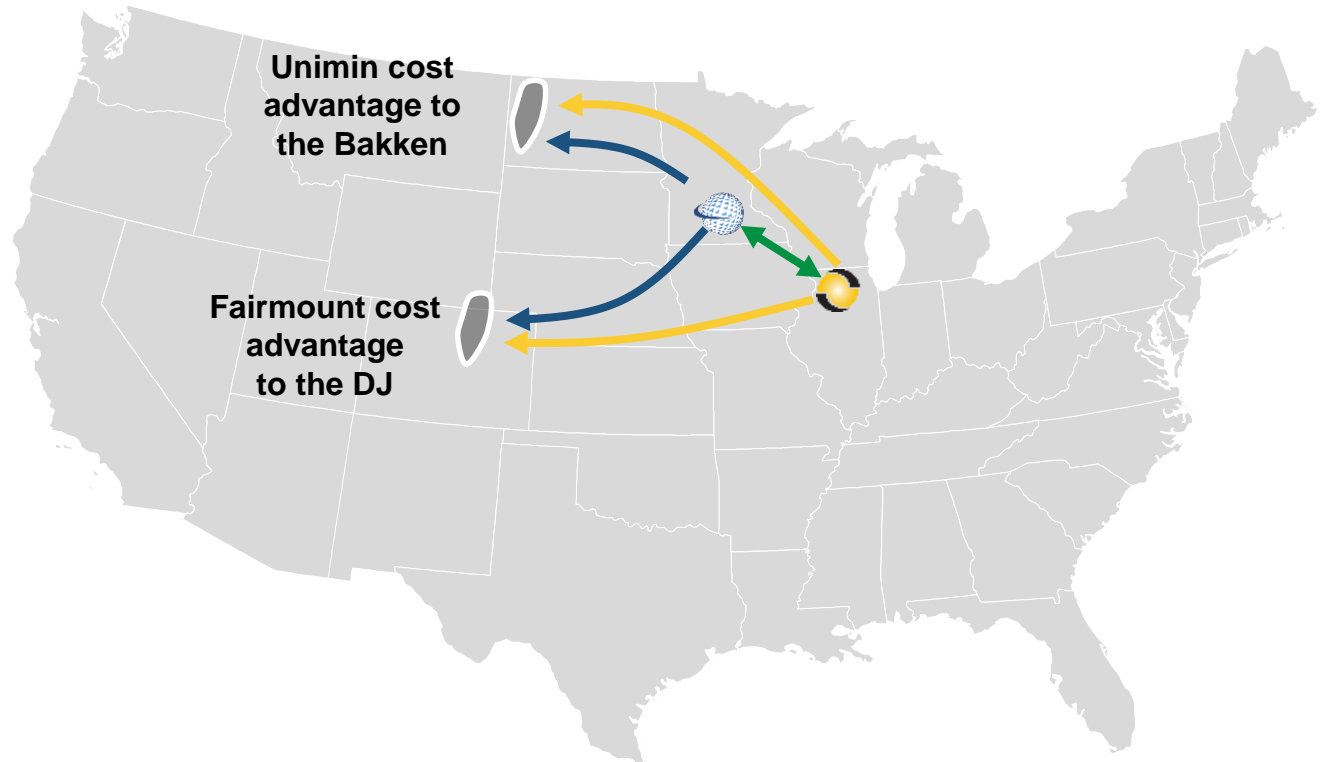 Unimin cost
advantage to
the Bakken
Fairmount cost
advantage
to the DJ